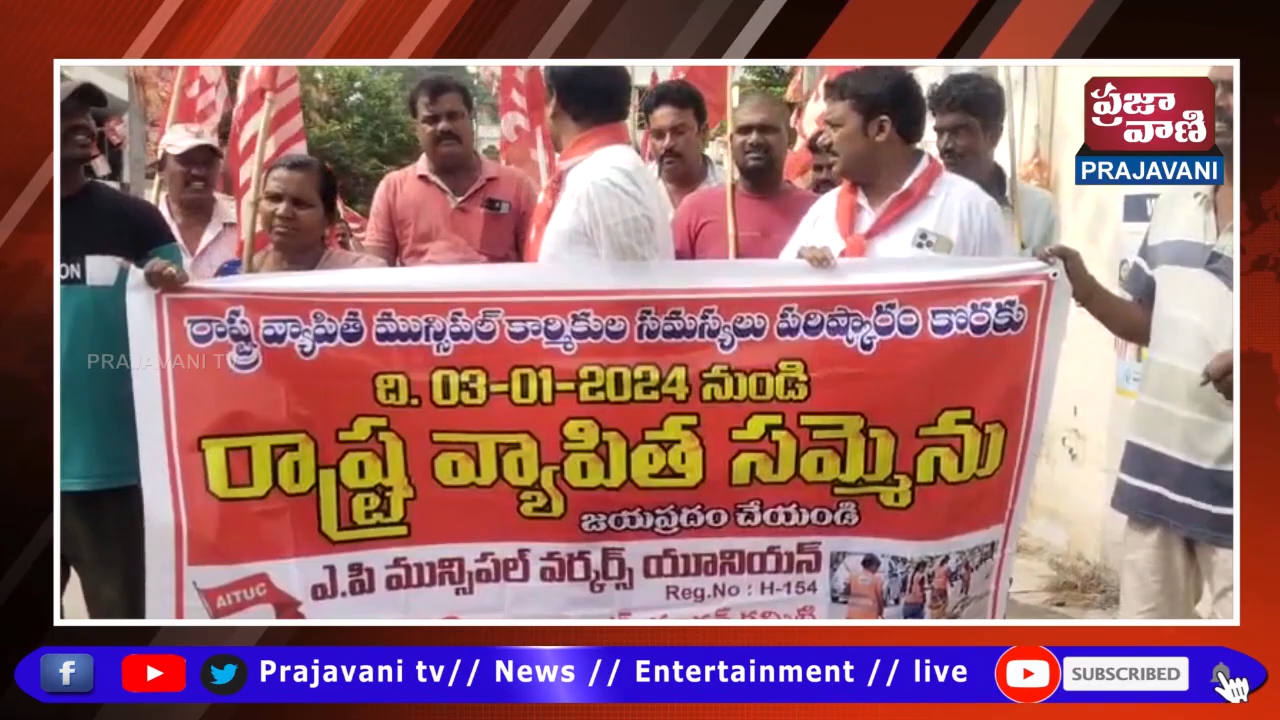 ప్రజా
వాణి
PRAJAVANI
ON
రాష్ట్రవ్యాపిత మున్సిపల్ కార్మికుల సమస్యలు పరిష్కారం కొరకు
PRAJAVANI TV
ది. 03-01-2024 నుండి
రాష్ట్ర వ్యాపిత సమ్మెను
జయప్రదం చేయండి
AITUC
ఎ.పి మున్సిపల్ వర్కర్స్ యూనియన్
Reg.No : H-154
Prajavani tv// News // Entertainment // live
SUBSCRIBED